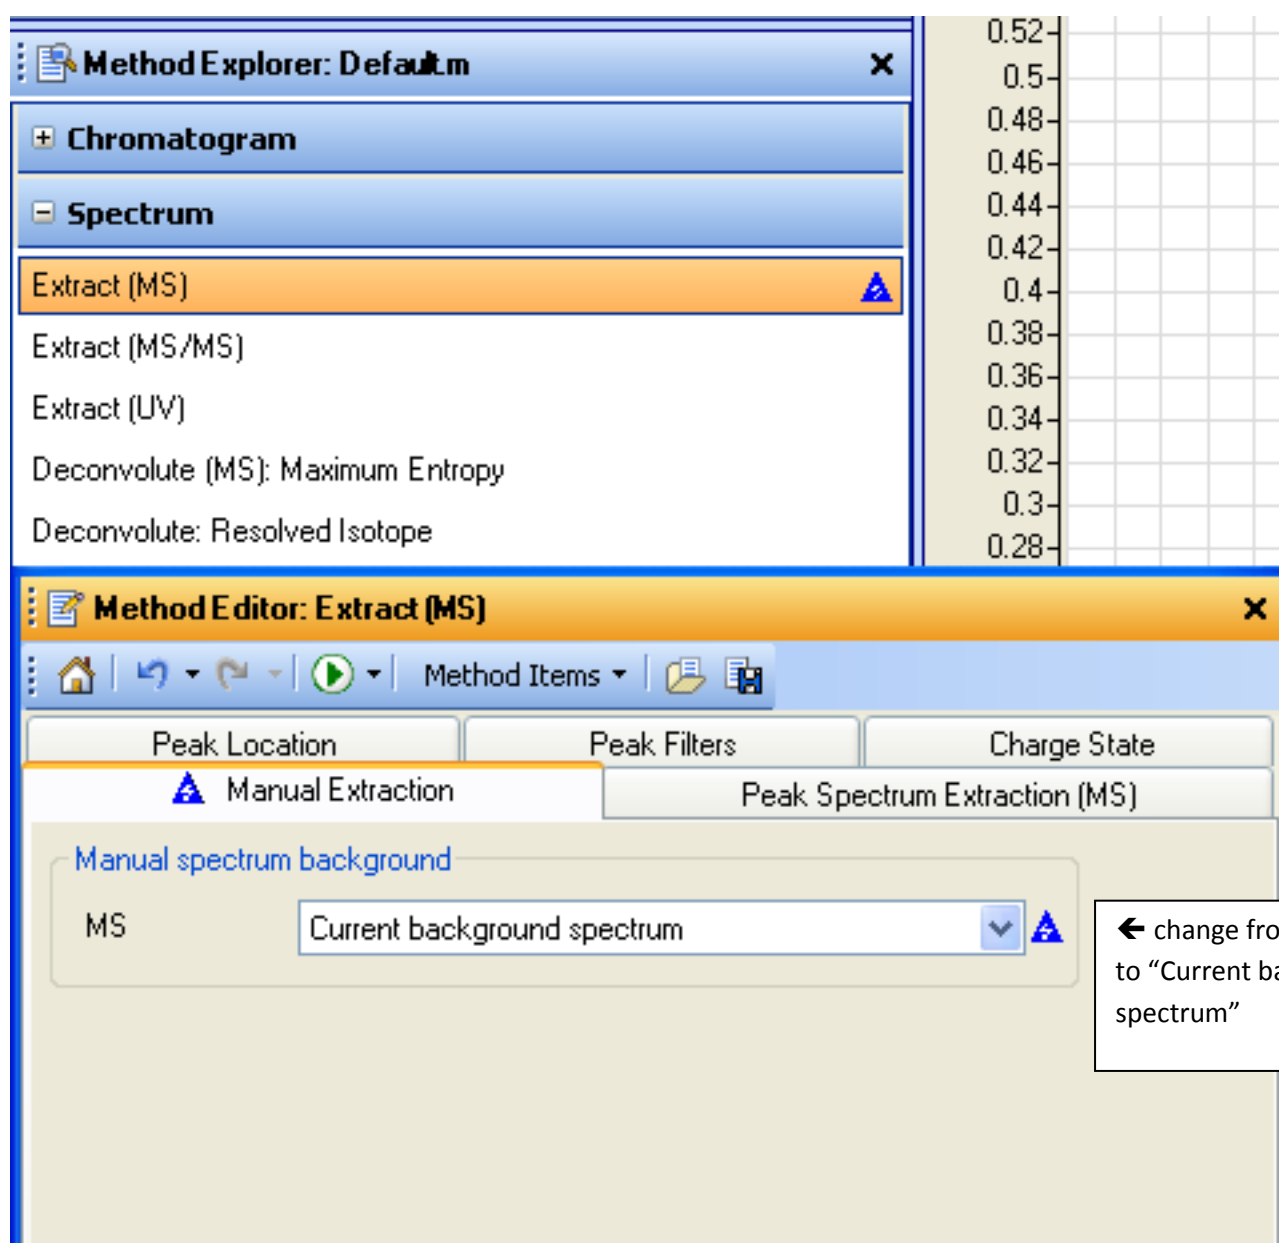 Method Explorer: Default.m
Chromatogram
Spectrum
Extract (MS)
Extract (MS/MS)
Extract (UV)
Deconvolute (MS): Maximum Entropy
Deconvolute: Resolved Isotope
0.52
0.5
0.48
0.46
0.44
0.42
0.4
0.38
0.36
0.34
0.32
0.3
0.28
Method Editor: Extract (MS)
Method Items
Peak Location
Peak Filters
Charge State
Manual Extraction
Peak Spectrum Extraction (MS)
Manual spectrum background
MS
Current background spectrum
← change fro
to “Current ba
spectrum”